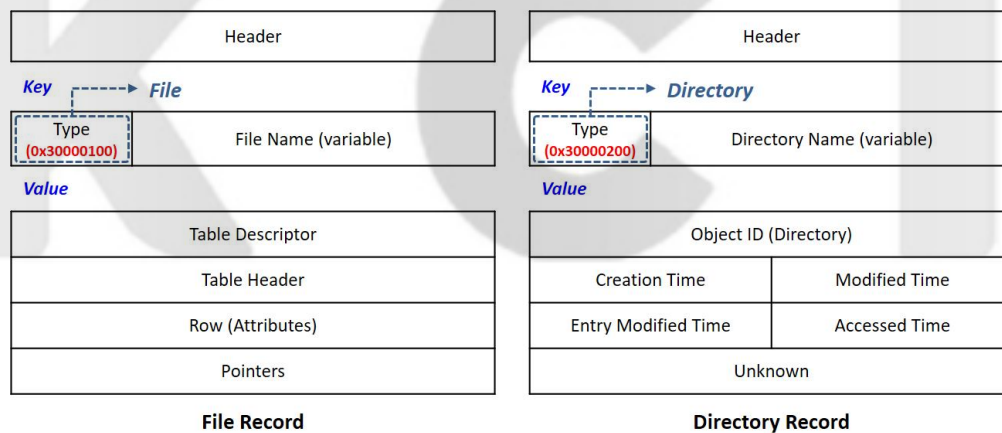 Header
Key
File
Type
(0x30000100)
File Name (variable)
Value
Table Descriptor
Table Header
Row (Attributes)
Pointers
File Record
Header
Key
Directory
Type
(0x30000200)
Directory Name (variable)
Value
Object ID (Directory)
Creation Time
Modified Time
Entry Modified Time
Accessed Time
Unknown
Directory Record